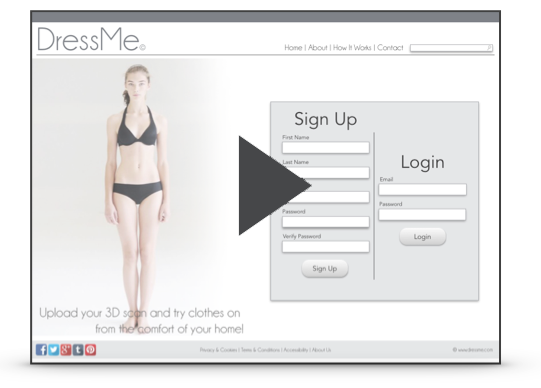 DressMe©
Home | About | How It Works | Contact
Sign Up
First Name
Last Name
Password
Verify Password
Sign Up
Login
Email
Password
Login
Upload your 3D scan and try clothes on
from the comfort of your home!
Privacy & Cookies | Terms & Conditions | Accessibility | About Us
© www.dressme.com